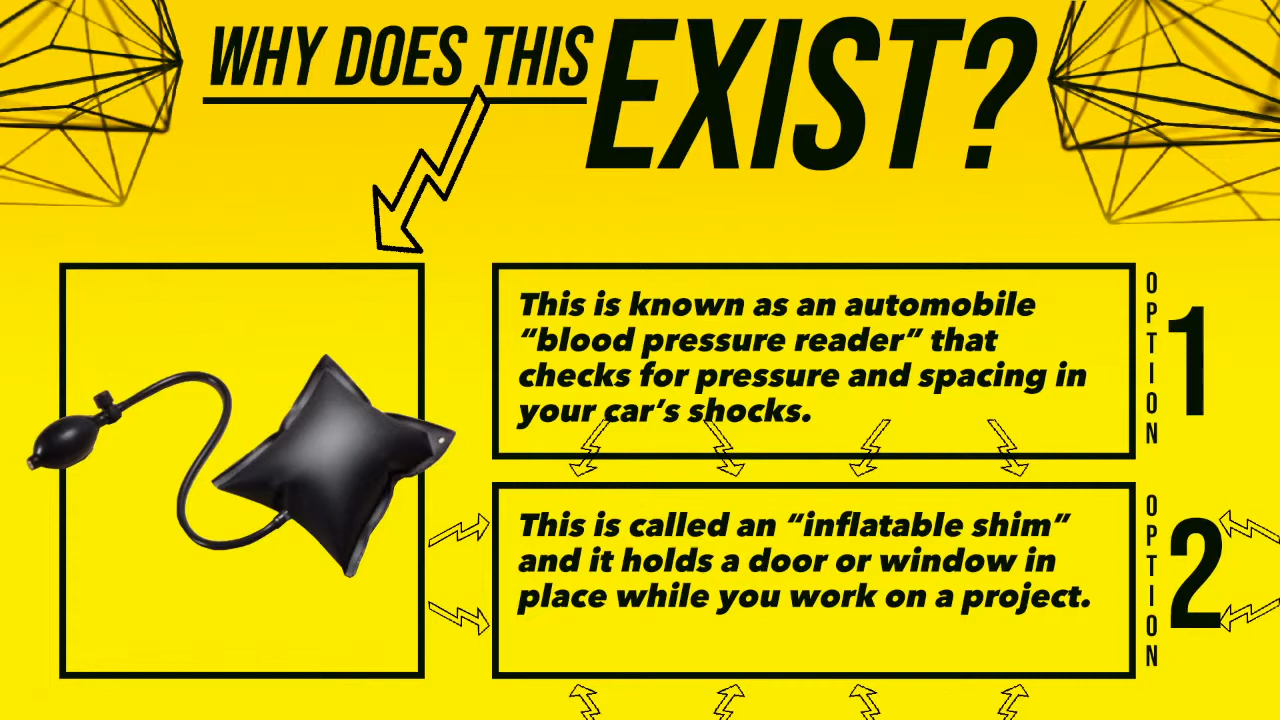 WHY DOES THIS EXIST?
This is known as an automobile
“blood pressure reader” that
checks for pressure and spacing in
your car’s shocks.
OPTION 1
This is called an “inflatable shim”
and it holds a door or window in
place while you work on a project.
OPTION 2